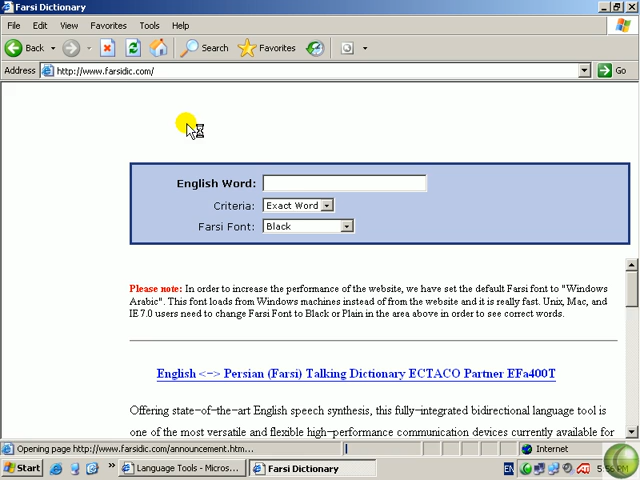 Farsi Dictionary
File Edit View Favorites Tools Help
Back Search Favorites
Address http://www.farsidic.com/ Go
English Word:
Criteria: Exact Word
Farsi Font: Black
Please note: In order to increase the performance of the website, we have set the default Farsi font to "Windows
Arabic". This font loads from Windows machines instead of from the website and it is really fast. Unix, Mac, and
IE 7.0 users need to change Farsi Font to Black or Plain in the area above in order to see correct words.
English <-> Persian (Farsi) Talking Dictionary ECTACO Partner EFa400T
Offering state-of-the-art English speech synthesis, this fully-integrated bidirectional language tool is
one of the most versatile and flexible high-performance communication devices currently available for
Opening page http://www.farsidic.com/announcement.htm... Internet
Start Language Tools - Micros... Farsi Dictionary EN